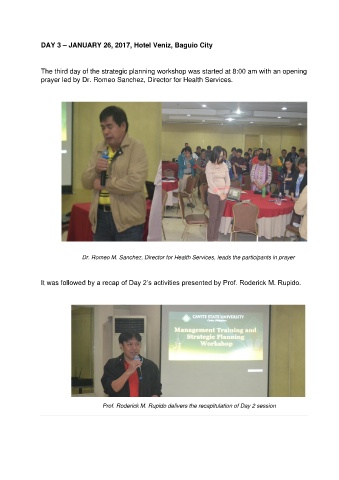 DAY 3 – JANUARY 26, 2017, Hotel Veniz, Baguio City
The third day of the strategic planning workshop was started at 8:00 am with an opening
prayer led by Dr. Romeo Sanchez, Director for Health Services.
Dr. Romeo M. Sanchez, Director for Health Services, leads the participants in prayer
It was followed by a recap of Day 2's activities presented by Prof. Roderick M. Rupido.
CAVITE STATE UNIVERSITY
Management Training and
Strategic Planning
Workshop
Prof. Roderick M. Rupido delivers the recapitulation of Day 2 session